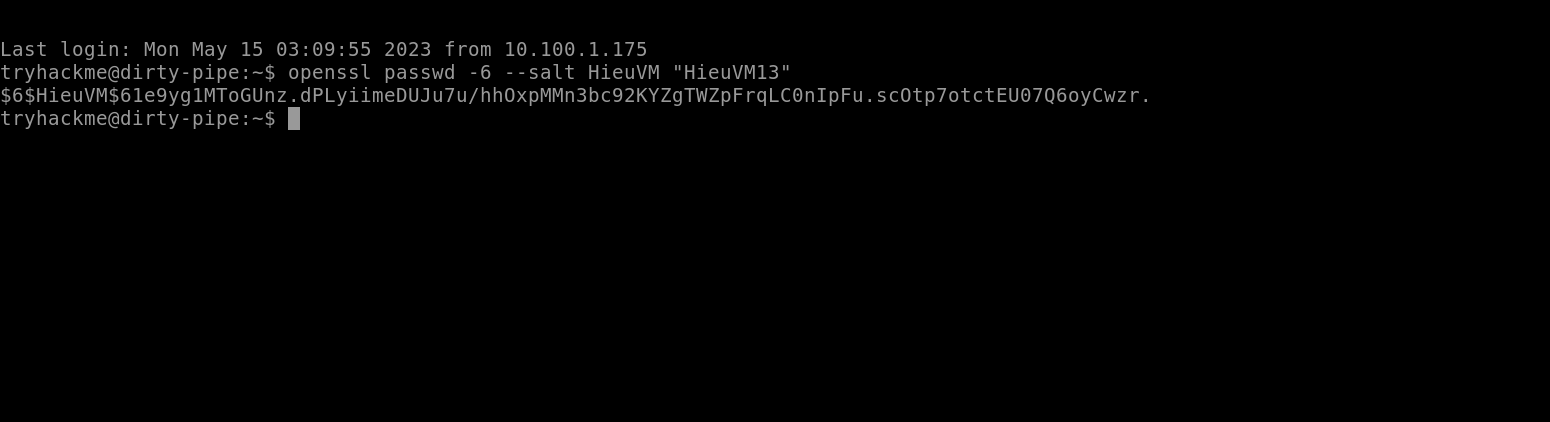 Last login: Mon May 15 03:09:55 2023 from 10.100.1.175
tryhackme@dirty-pipe:~$ openssl passwd -6 --salt HieuVM "HieuVM13"
$6$HieuVM$61e9yg1MToGUnz.dPLyiimeDUJu7u/hhOxpMMn3bc92KYZgTWZpFrqLC0nIpFu.scOtp7otctEU07Q6oyCwzr.
tryhackme@dirty-pipe:~$